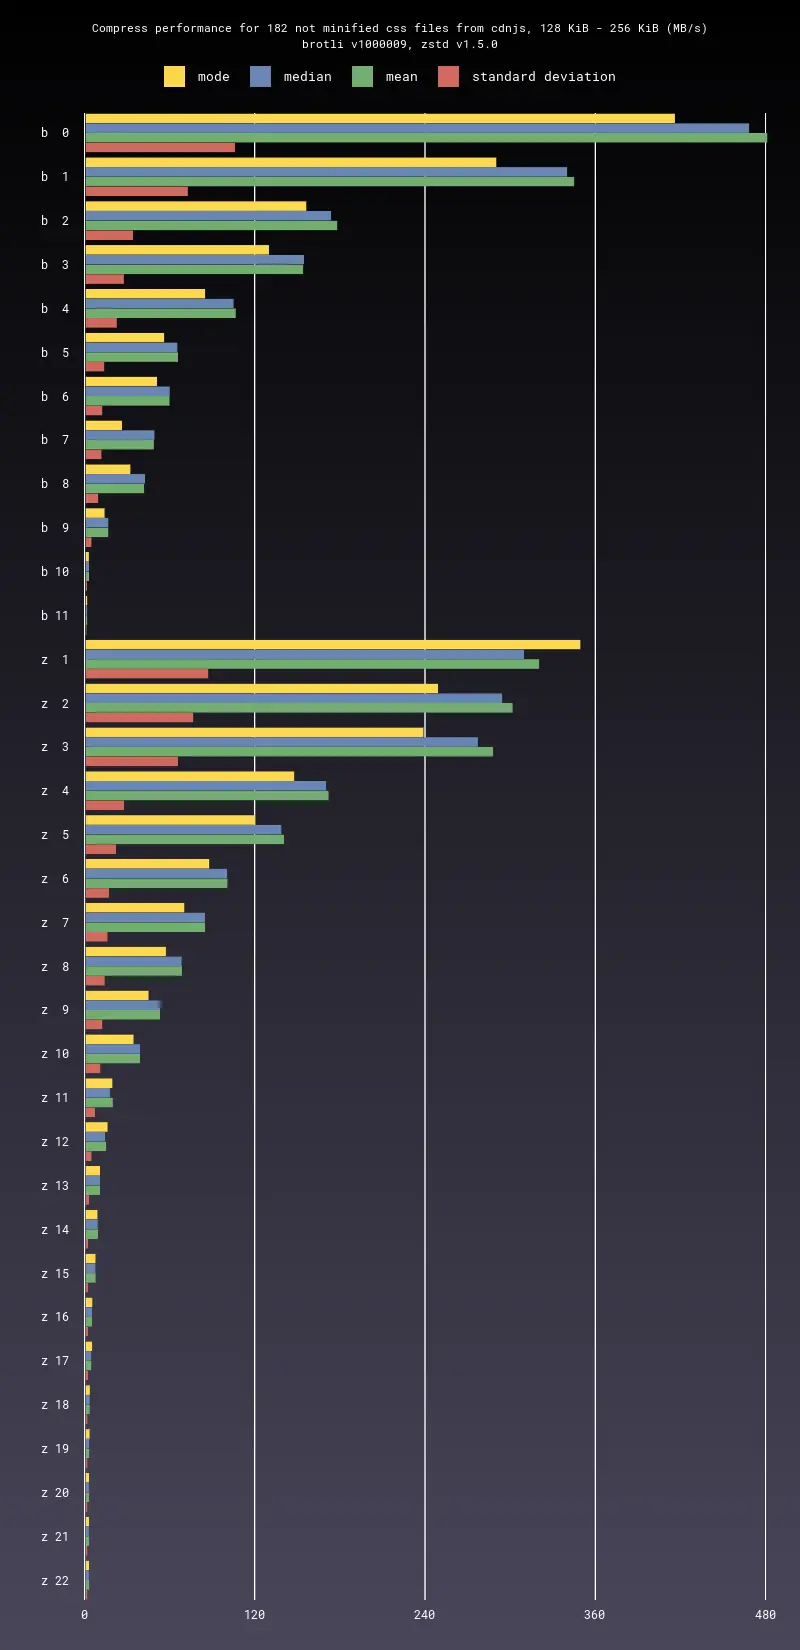 Compress performance for 182 not minified css files from cdnjs, 128 KiB - 256 KiB (MB/s)
brotli v1000009, zstd v1.5.0
mode median mean standard deviation
b 0
b 1
b 2
b 3
b 4
b 5
b 6
b 7
b 8
b 9
b 10
b 11
z 1
z 2
z 3
z 4
z 5
z 6
z 7
z 8
z 9
z 10
z 11
z 12
z 13
z 14
z 15
z 16
z 17
z 18
z 19
z 20
z 21
z 22
0 120 240 360 480